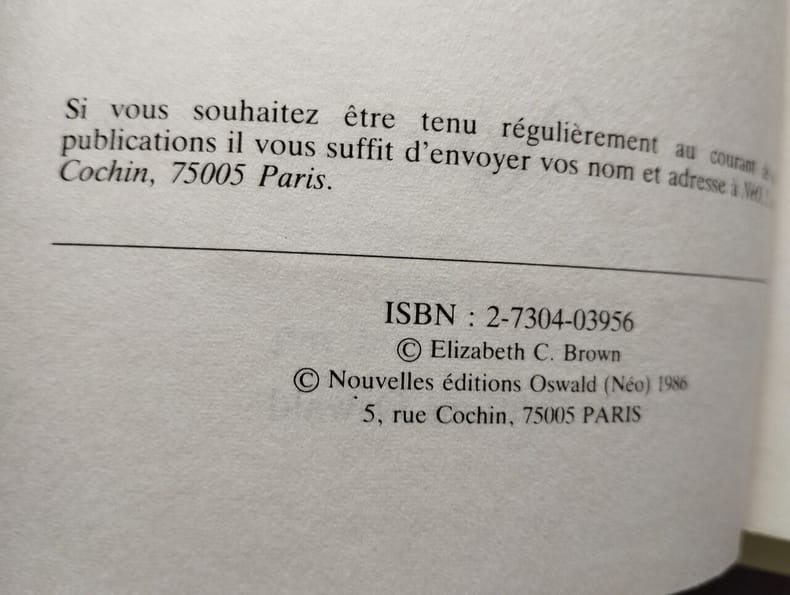 Si vous souhaitez être tenu régulièrement au courant
publications il vous suffit d'envoyer vos nom et adresse à NéO,
Cochin, 75005 Paris.
ISBN : 2-7304-03956
© Elizabeth C. Brown
© Nouvelles éditions Oswald (Néo) 1986
5, rue Cochin, 75005 PARIS